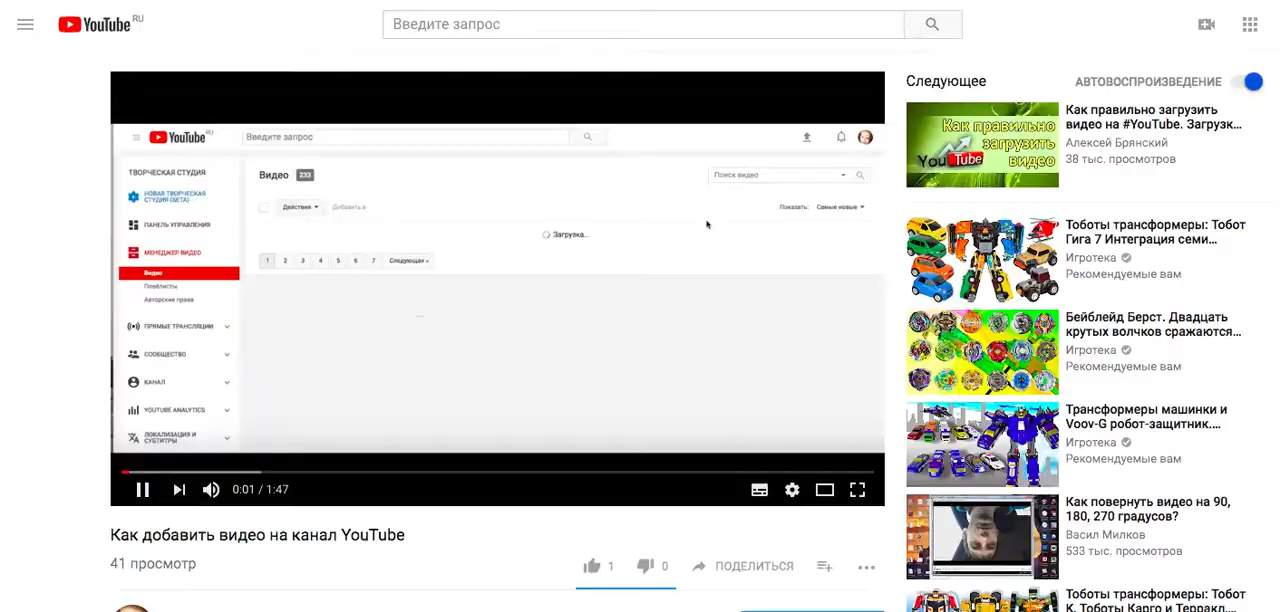 YouTube RU
Введите запрос
YouTube RU
Введите запрос
ТВОРЧЕСКАЯ СТУДИЯ
НОВАЯ ТВОРЧЕСКАЯ
СТУДИЯ (БЕТА)
ПАНЕЛЬ УПРАВЛЕНИЯ
МЕНЕДЖЕР ВИДЕО
Видео
Плейлисты
Авторские права
ПРЯМЫЕ ТРАНСЛЯЦИИ
СООБЩЕСТВО
КАНАЛ
YOUTUBE ANALYTICS
ЛОКАЛИЗАЦИЯ И
СУБТИТРЫ
Видео 233
Поиск видео
Действия Добавить в
Показать: Самые новые
Загрузка...
1 2 3 4 5 6 7 Следующая »
0:01 / 1:47
Как добавить видео на канал YouTube
41 просмотр
1 0 ПОДЕЛИТЬСЯ
Следующее АВТОВОСПРОИЗВЕДЕНИЕ
Как правильно
загрузить
YouTube видео
Как правильно загрузить
видео на #YouTube. Загрузк...
Алексей Брянский
38 тыс. просмотров
Тоботы трансформеры: Тобот
Гига 7 Интеграция семи...
Игротека
Рекомендуемые вам
Бейблейд Берст. Двадцать
крутых волчков сражаются...
Игротека
Рекомендуемые вам
Трансформеры машинки и
Voov-G робот-защитник....
Игротека
Рекомендуемые вам
Как повернуть видео на 90,
180, 270 градусов?
Васил Милков
533 тыс. просмотров
Тоботы трансформеры: Тобот
К. Тоботы Карго и Терракл...